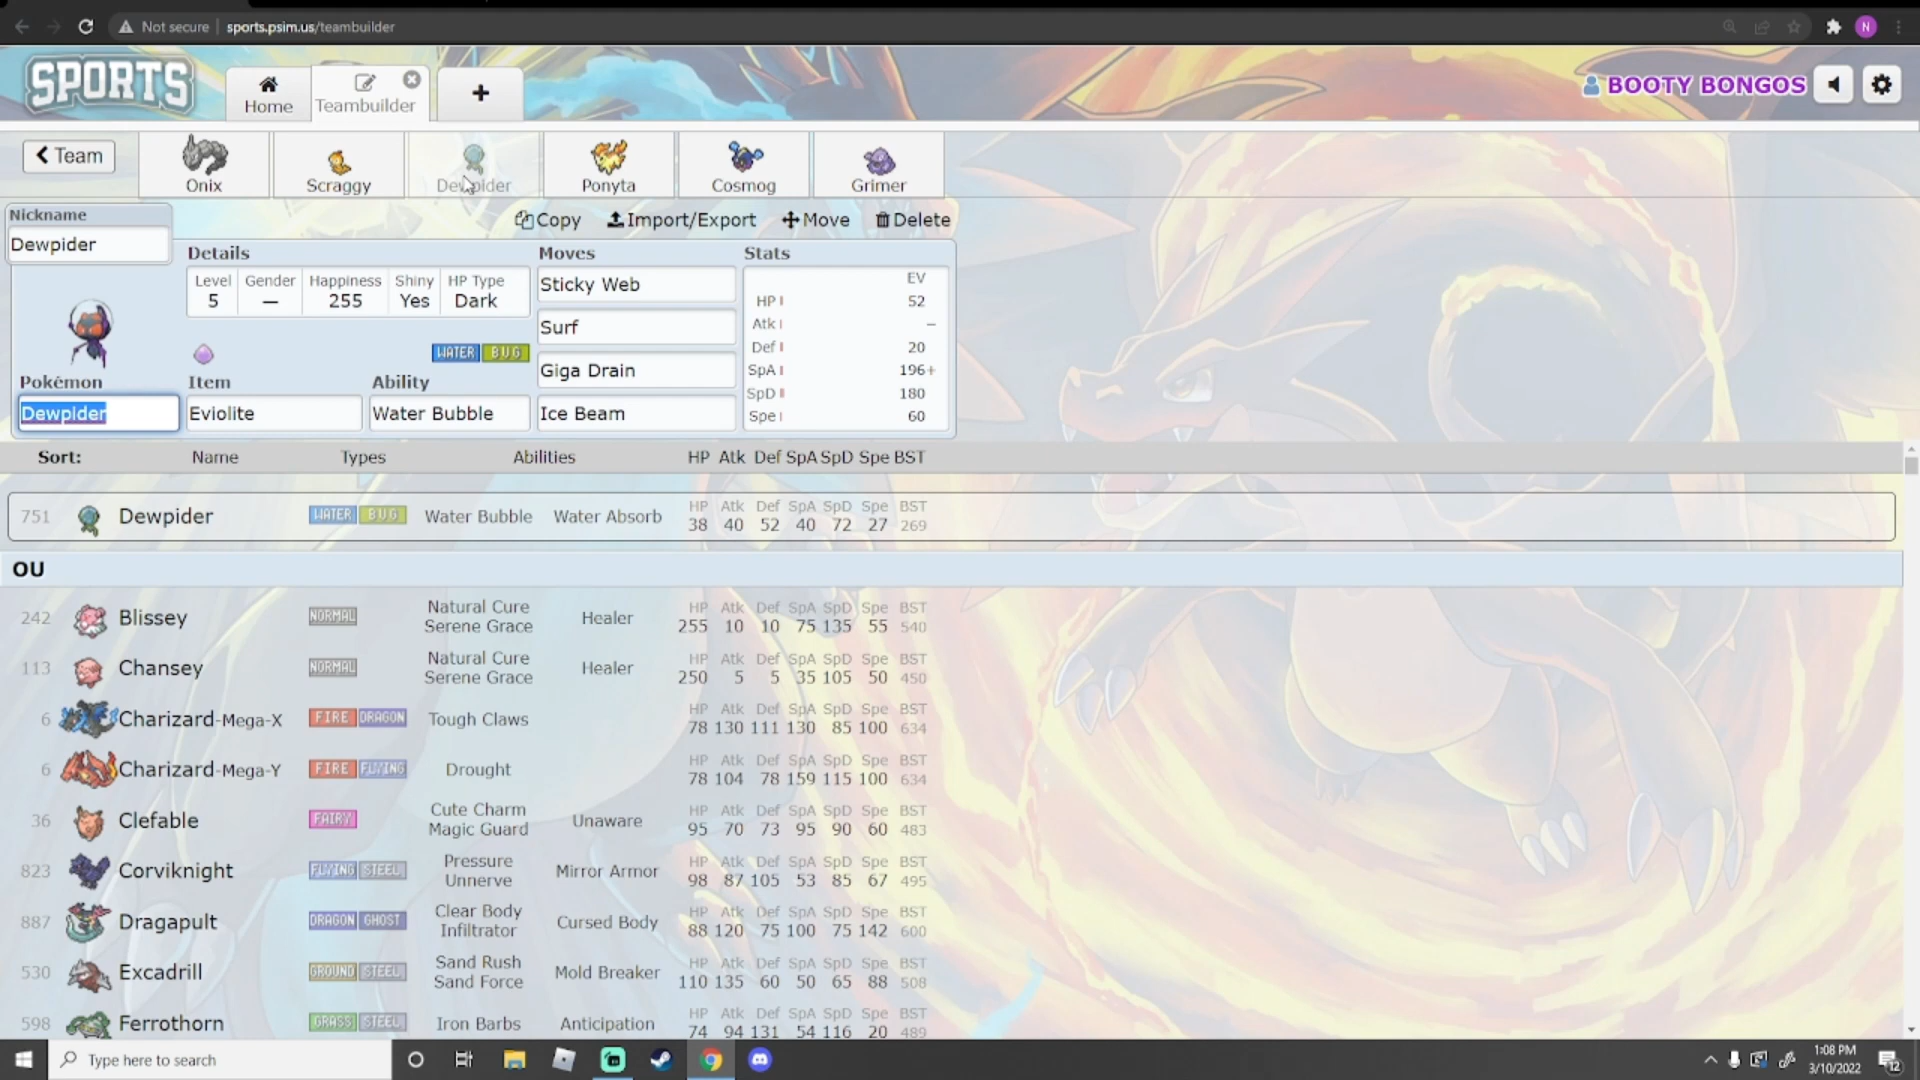 Not secure | sports.psim.us/teambuilder
N
SPORTS
Home
Teambuilder
BOOTY BONGOS
Team
Onix
Scraggy
Dewpider
Ponyta
Cosmog
Grimer
Copy Import/Export Move Delete
Nickname
Dewpider
Details
Level Gender Happiness Shiny HP Type
5 — 255 Yes Dark
WATER BUG
Pokémon
Dewpider
Item
Eviolite
Ability
Water Bubble
Moves
Sticky Web
Surf
Giga Drain
Ice Beam
Stats
EV
HP 52
Atk –
Def 20
SpA 196+
SpD 180
Spe 60
Sort: Name Types Abilities HP Atk Def SpA SpD Spe BST
HP Atk Def SpA SpD Spe BST
751 Dewpider WATER BUG Water Bubble Water Absorb 38 40 52 40 72 27 269
OU
Natural Cure HP Atk Def SpA SpD Spe BST
242 Blissey NORMAL Serene Grace Healer 255 10 10 75 135 55 540
Natural Cure HP Atk Def SpA SpD Spe BST
113 Chansey NORMAL Serene Grace Healer 250 5 5 35 105 50 450
HP Atk Def SpA SpD Spe BST
6 Charizard-Mega-X FIRE DRAGON Tough Claws 78 130 111 130 85 100 634
HP Atk Def SpA SpD Spe BST
6 Charizard-Mega-Y FIRE FLYING Drought 78 104 78 159 115 100 634
Cute Charm HP Atk Def SpA SpD Spe BST
36 Clefable FAIRY Magic Guard Unaware 95 70 73 95 90 60 483
Pressure HP Atk Def SpA SpD Spe BST
823 Corviknight FLYING STEEL Unnerve Mirror Armor 98 87 105 53 85 67 495
Clear Body HP Atk Def SpA SpD Spe BST
887 Dragapult DRAGON GHOST Infiltrator Cursed Body 88 120 75 100 75 142 600
Sand Rush HP Atk Def SpA SpD Spe BST
530 Excadrill GROUND STEEL Sand Force Mold Breaker 110 135 60 50 65 88 508
HP Atk Def SpA SpD Spe BST
598 Ferrothorn GRASS STEEL Iron Barbs Anticipation 74 94 131 54 116 20 489
Type here to search
1:08 PM
3/10/2022
12